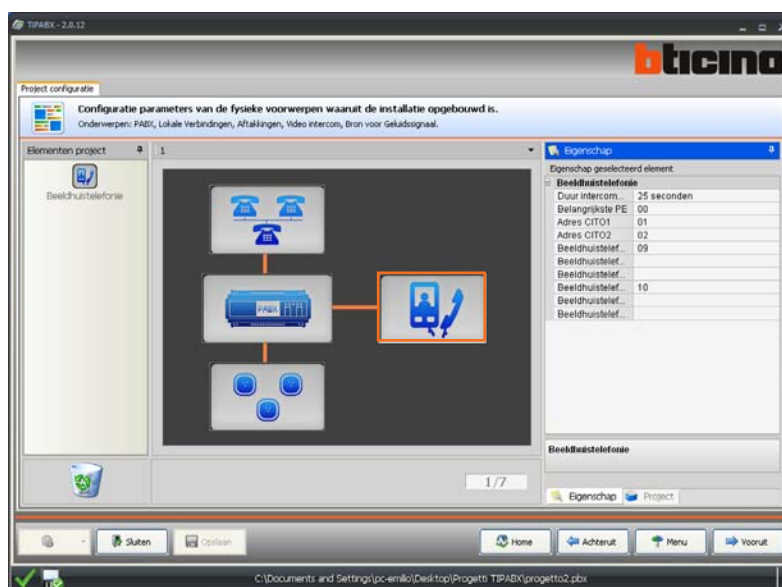 TiPABX - 2.0.12
bticino
Project configuratie
Configuratie parameters van de fysieke voorwerpen waaruit de installatie opgebouwd is.
Onderwerpen: PABX, Lokale Verbindingen, Aftakkingen, Video intercom, Bron voor Geluidssignaal.
Elementen project
1
Eigenschap
Beeldhuistelefonie
Eigenschap geselecteerd element
Beeldhuistelefonie
Duur intercom... 25 seconden
Belangrijkste PE 00
Adres CITO1 01
Adres CITO2 02
Beeldhuistelef... 09
Beeldhuistelef...
Beeldhuistelef...
Beeldhuistelef... 10
Beeldhuistelef...
Beeldhuistelef...
PABX
Beeldhuistelefonie
1/7
Eigenschap
Project
Sluiten
Opslaan
Home
Achteruit
Menu
Vooruit
C:\Documents and Settings\pc-emilio\Desktop\Progetti TIPABX\progetto2.pbx